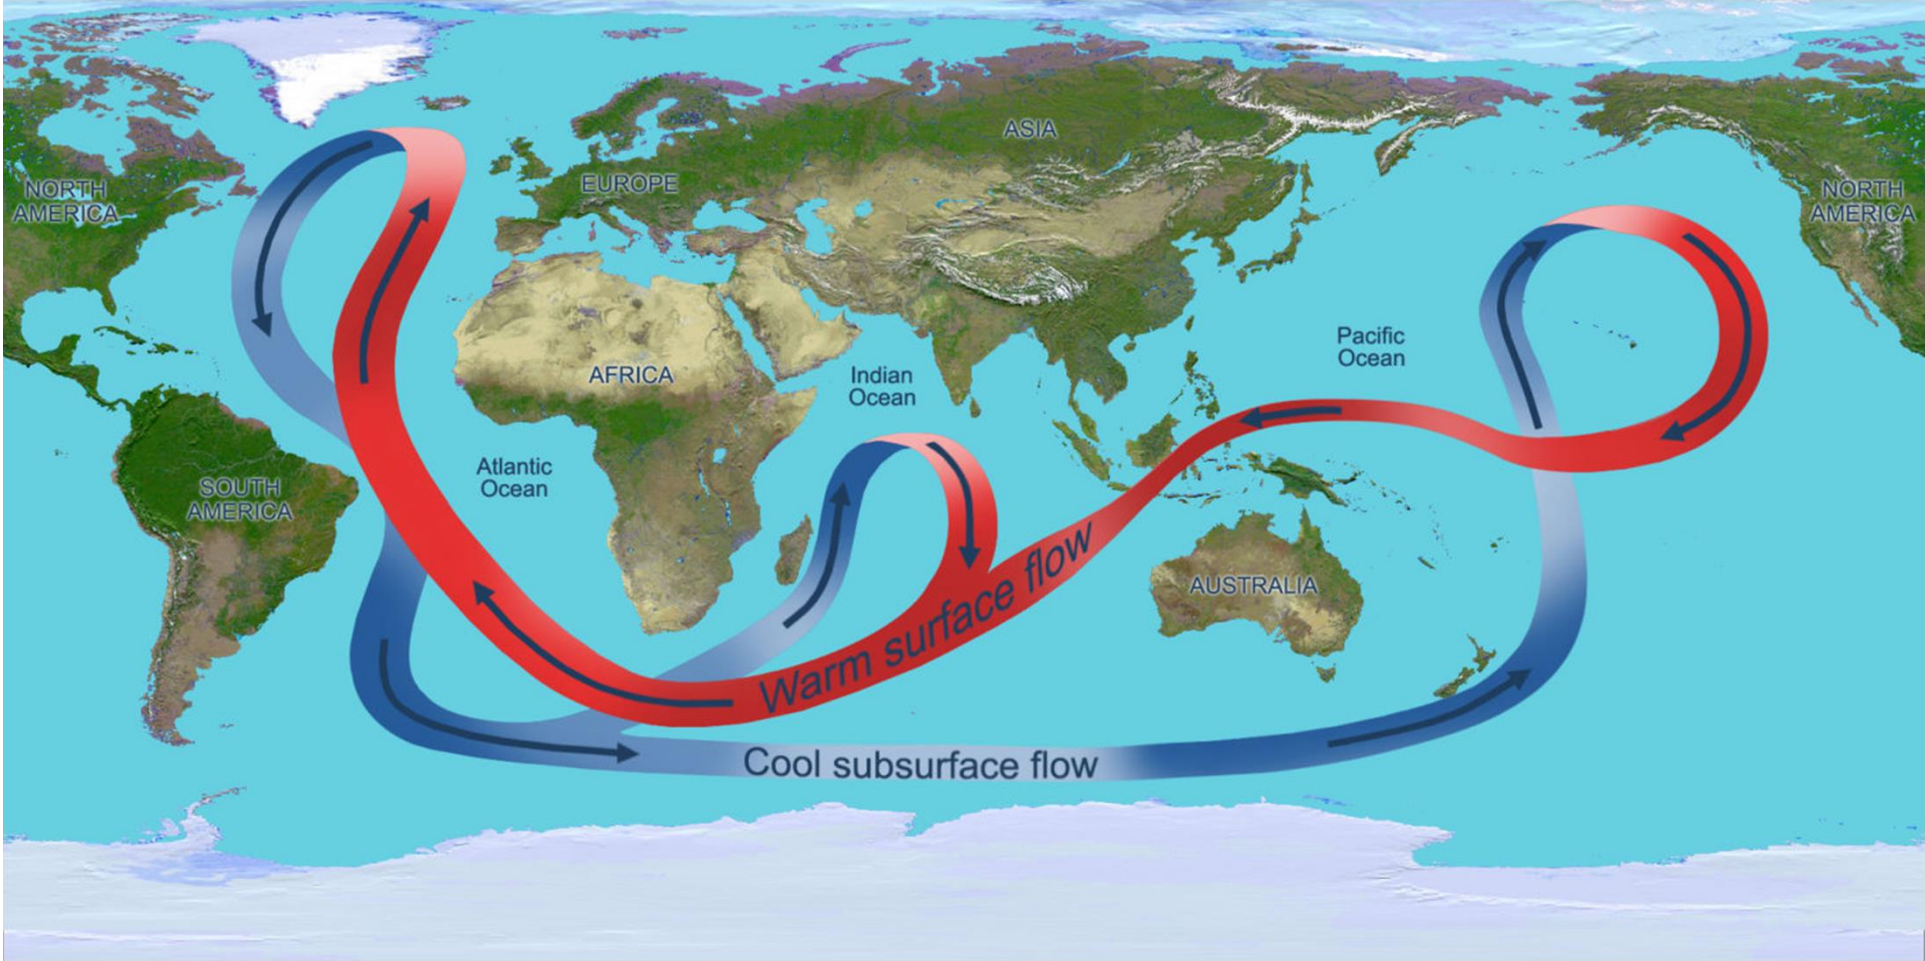 ASIA
EUROPE
NORTH
AMERICA
NORTH
AMERICA
Pacific
Ocean
AFRICA
Indian
Ocean
Atlantic
Ocean
SOUTH
AMERICA
AUSTRALIA
Warm surface flow
Cool subsurface flow